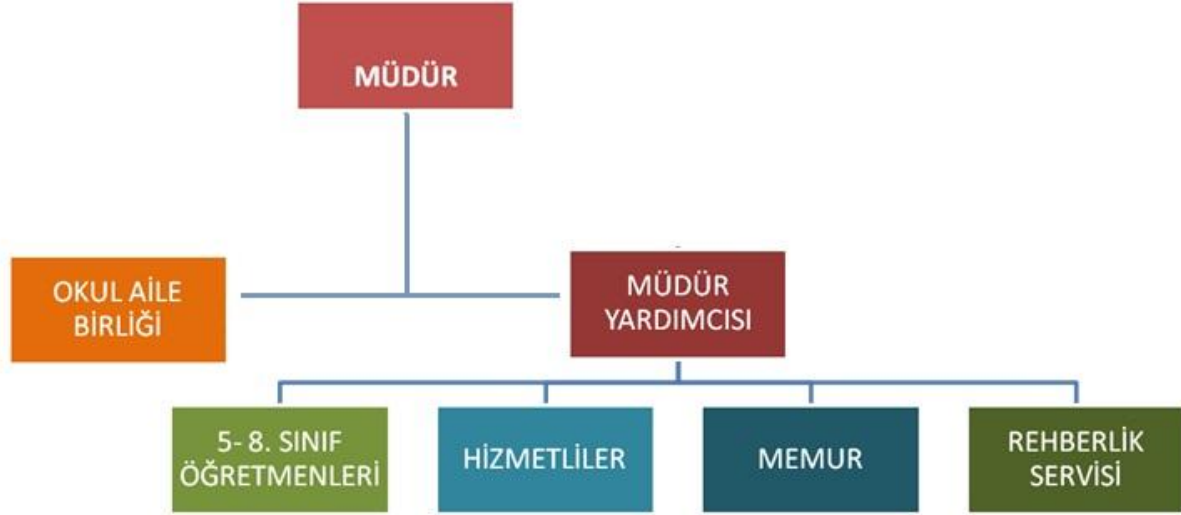 MÜDÜR
OKUL AİLE
BİRLİĞİ
MÜDÜR
YARDIMCISI
5- 8. SINIF
ÖĞRETMENLERİ
HİZMETLİLER
MEMUR
REHBERLİK
SERVİSİ